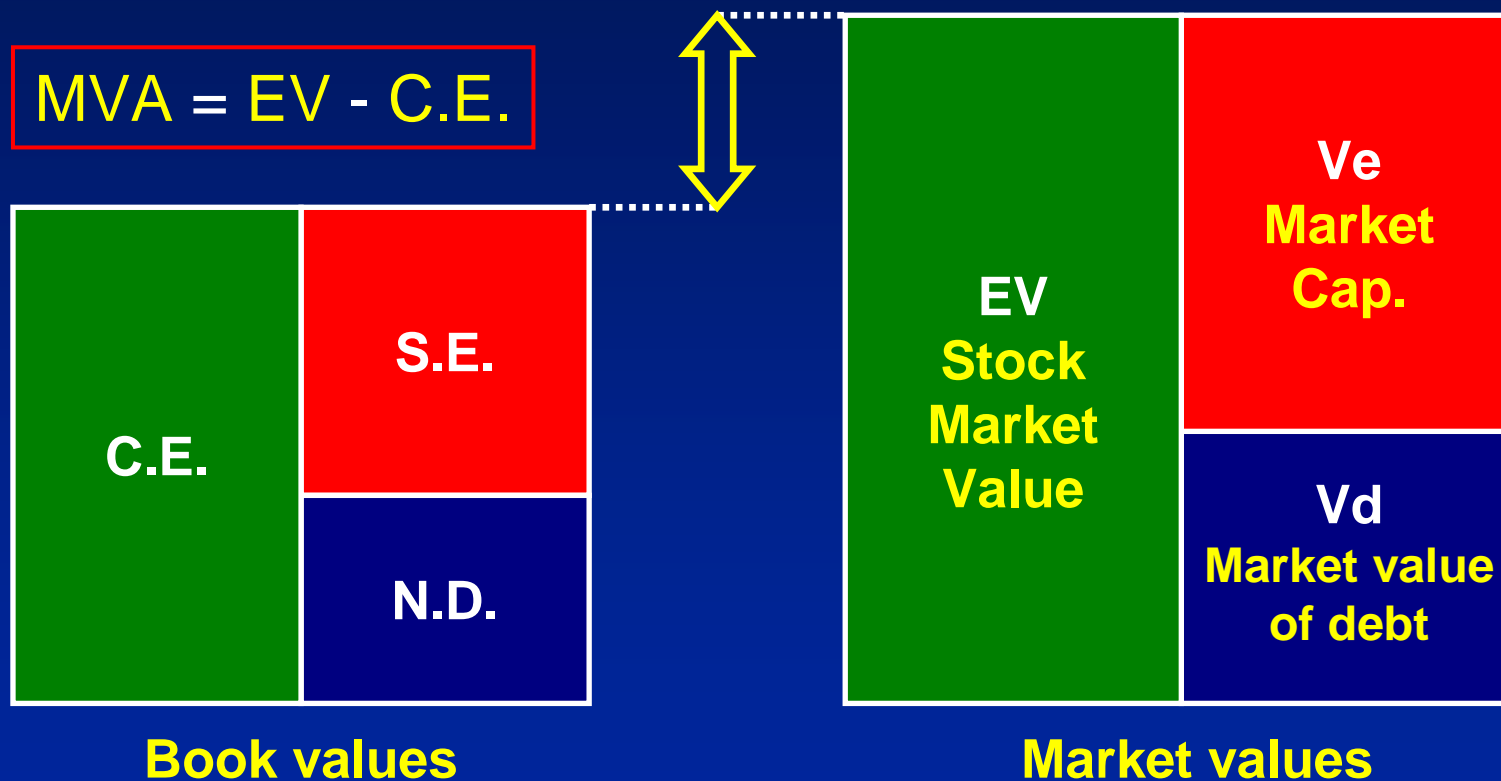 MVA = EV - C.E.
C.E.
S.E.
N.D.
Book values
EV
Stock
Market
Value
Ve
Market
Cap.
Vd
Market value
of debt
Market values